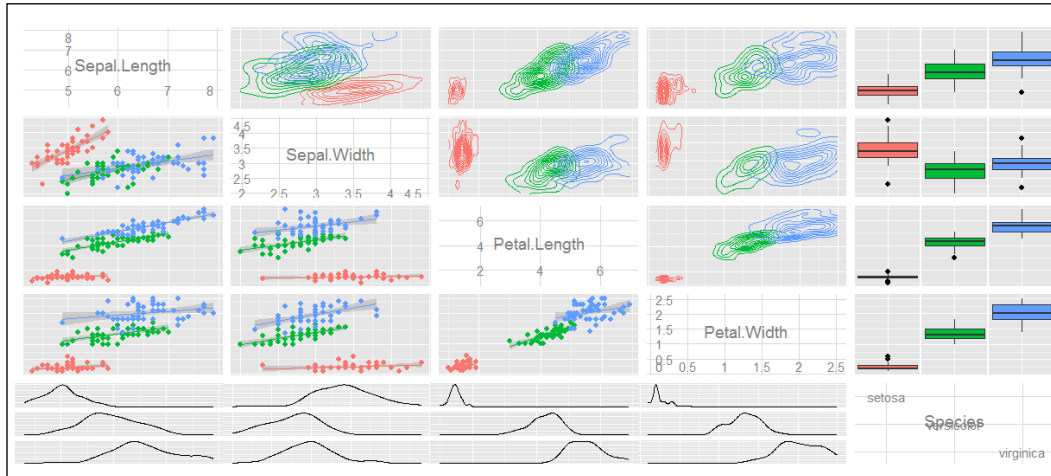 8
7
6
5
Sepal.Length
5 6 7 8
4.5
4
3.5
3
2.5
2
Sepal.Width
2 2.5 3 3.5 4 4.5
6
4
2
Petal.Length
2 4 6
2.5
2
1.5
1
0.5
0
Petal.Width
0 0.5 1 1.5 2 2.5
setosa
Species
versicolor
virginica